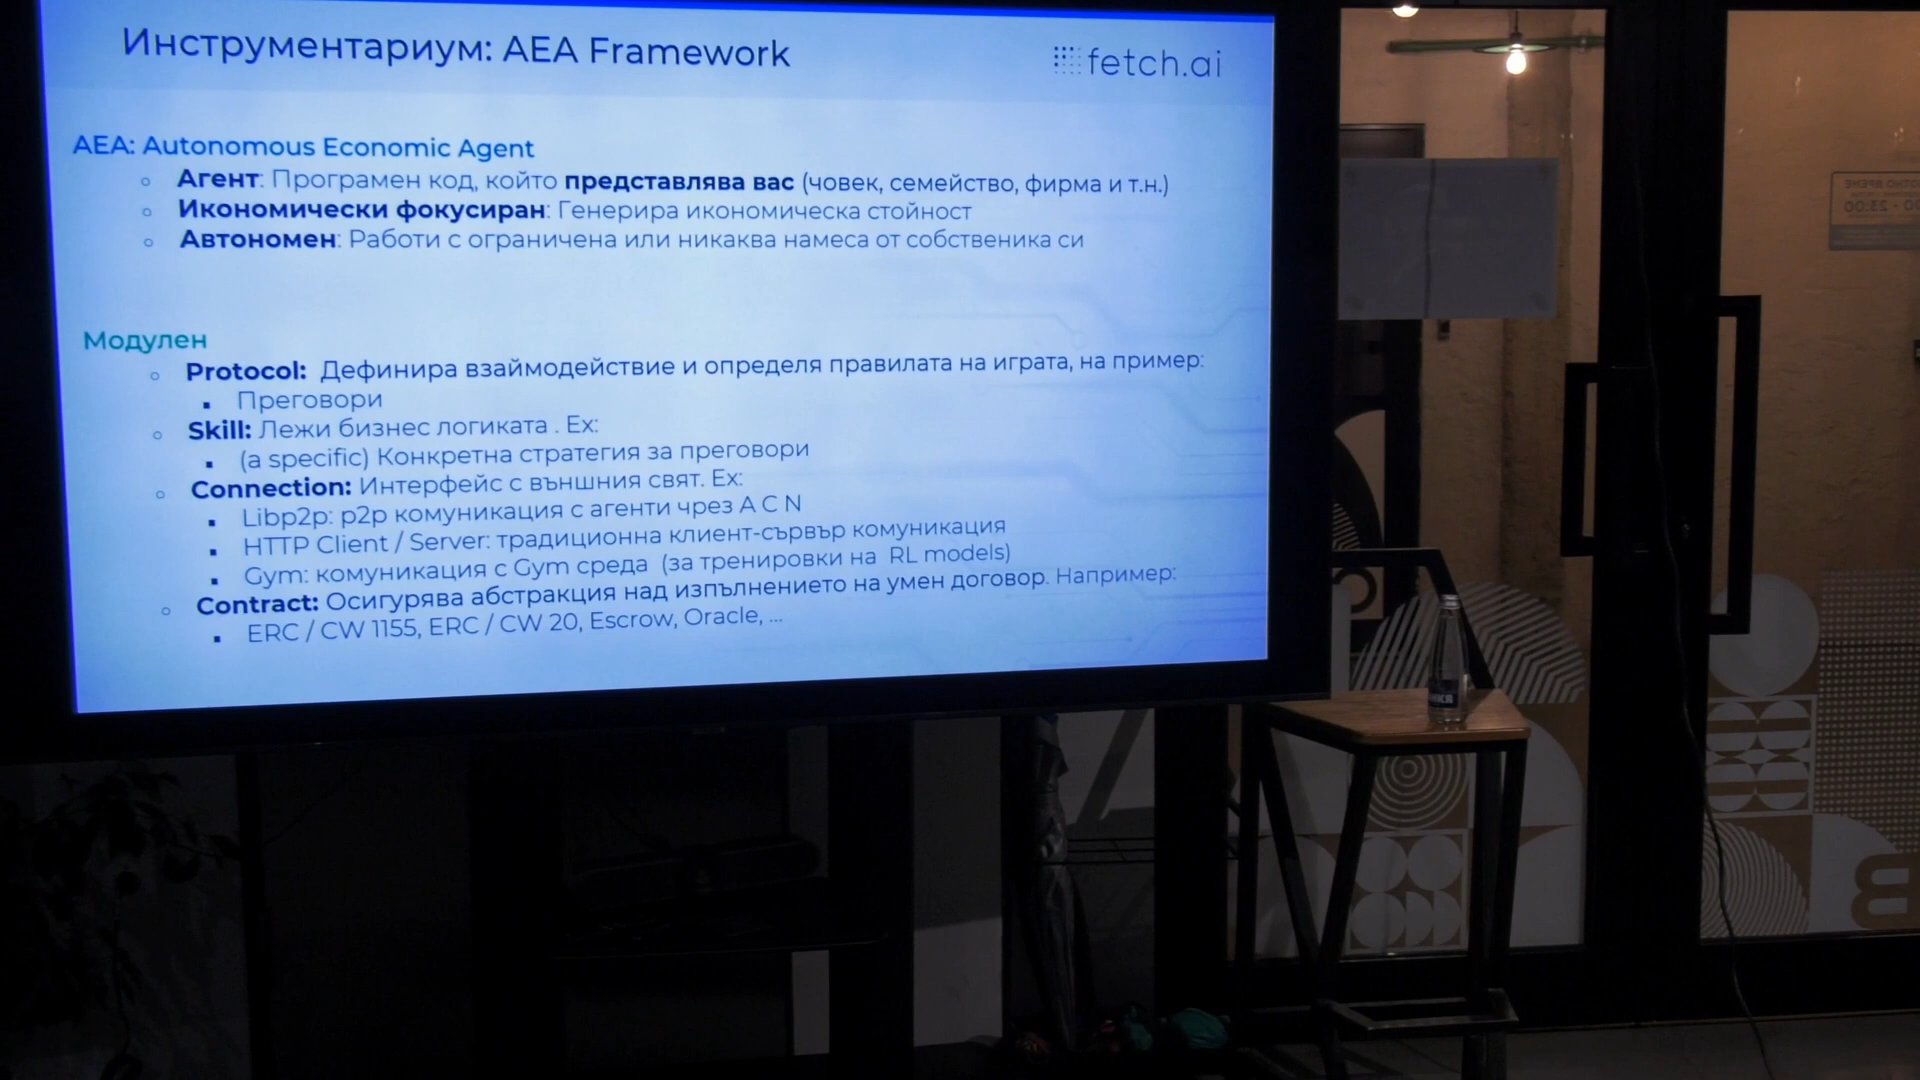 Инструментариум: AEA Framework
fetch.ai
AEA: Autonomous Economic Agent
Агент: Програмен код, който представлява вас (човек, семейство, фирма и т.н.)
Икономически фокусиран: Генерира икономическа стойност
Автономен: Работи с ограничена или никаква намеса от собственика си
Модулен
Protocol: Дефинира взаймодействие и определя правилата на играта, на пример:
Преговори
Skill: Лежи бизнес логиката . Ex:
(a specific) Конкретна стратегия за преговори
Connection: Интерфейс с външния свят. Ex:
Libp2p: p2p комуникация с агенти чрез A C N
HTTP Client / Server: традиционна клиент-сървър комуникация
Gym: комуникация с Gym среда (за тренировки на RL models)
Contract: Осигурява абстракция над изпълнението на умен договор. Например:
ERC / CW 1155, ERC / CW 20, Escrow, Oracle, ...